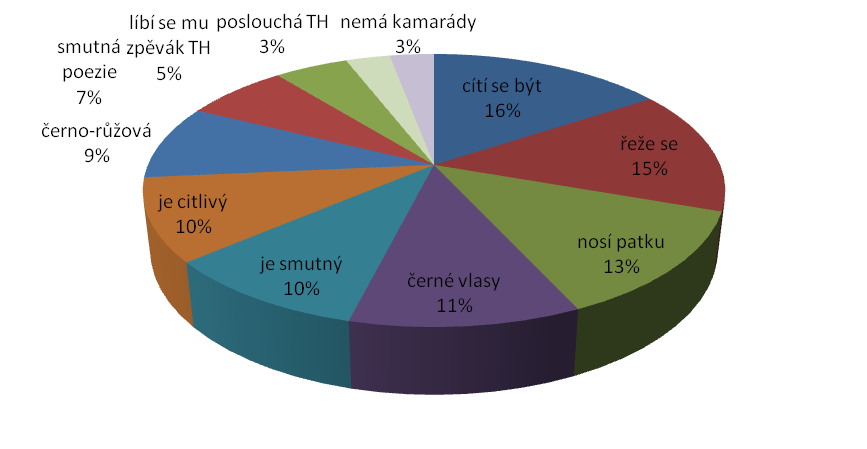 líbí se mu
zpěvák TH
5%
poslouchá TH
3%
nemá kamarády
3%
smutná
poezie
7%
cítí se být
16%
černo-růžová
9%
řeže se
15%
je citlivý
10%
nosí patku
13%
je smutný
10%
černé vlasy
11%